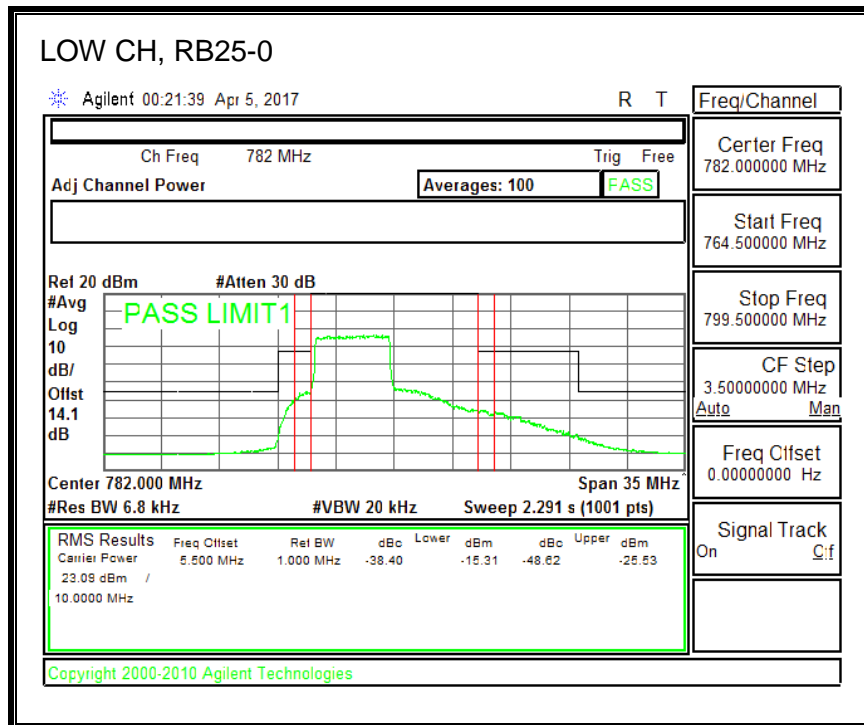 LOW CH, RB25-0
Agilent 00:21:39 Apr 5, 2017 R T
Freq/Channel
Ch Freq 782 MHz Trig Free
Adj Channel Power Averages: 100 PASS
Center Freq
782.000000 MHz
Start Freq
764.500000 MHz
Stop Freq
799.500000 MHz
CF Step
3.50000000 MHz
Auto Man
Freq Offset
0.00000000 Hz
Signal Track
On Off
Ref 20 dBm #Atten 30 dB
#Avg
Log
10
dB/
Offst
14.1
dB
PASS LIMIT1
Center 782.000 MHz Span 35 MHz
#Res BW 6.8 kHz #VBW 20 kHz Sweep 2.291 s (1001 pts)
RMS Results Freq Offset Ref BW dBc Lower dBm dBc Upper dBm
Carrier Power 5.500 MHz 1.000 MHz -38.40 -15.31 -48.62 -25.53
23.09 dBm /
10.0000 MHz
Copyright 2000-2010 Agilent Technologies